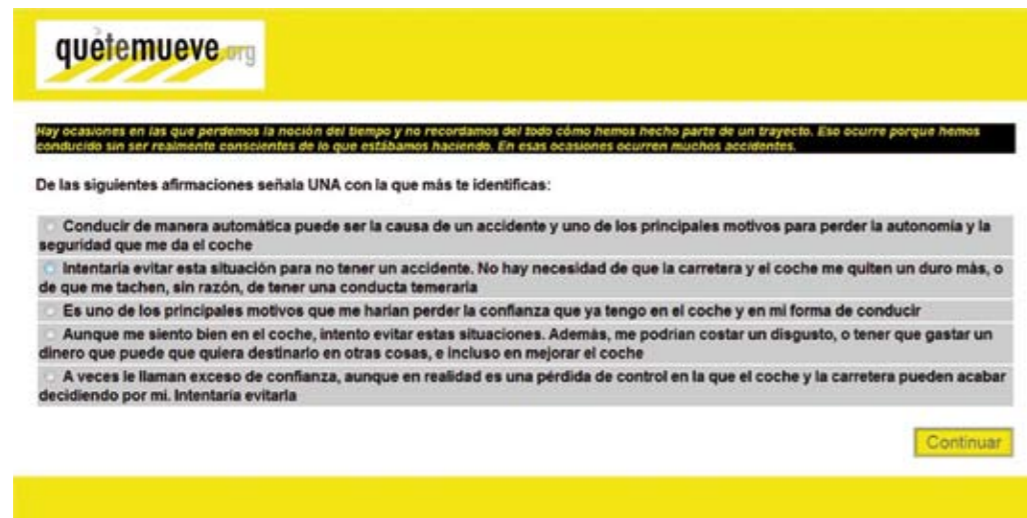 quétemueve.org
Hay ocasiones en las que perdemos la noción del tiempo y no recordamos del todo cómo hemos hecho parte de un trayecto. Eso ocurre porque hemos
conducido sin ser realmente conscientes de lo que estábamos haciendo. En esas ocasiones ocurren muchos accidentes.
De las siguientes afirmaciones señala UNA con la que más te identificas:
Conducir de manera automática puede ser la causa de un accidente y uno de los principales motivos para perder la autonomía y la
seguridad que me da el coche
Intentaría evitar esta situación para no tener un accidente. No hay necesidad de que la carretera y el coche me quiten un duro más, o
de que me tachen, sin razón, de tener una conducta temeraria
Es uno de los principales motivos que me harían perder la confianza que ya tengo en el coche y en mi forma de conducir
Aunque me siento bien en el coche, intento evitar estas situaciones. Además, me podrían costar un disgusto, o tener que gastar un
dinero que puede que quiera destinarlo en otras cosas, e incluso en mejorar el coche
A veces le llaman exceso de confianza, aunque en realidad es una pérdida de control en la que el coche y la carretera pueden acabar
decidiendo por mí. Intentaría evitarla
Continuar